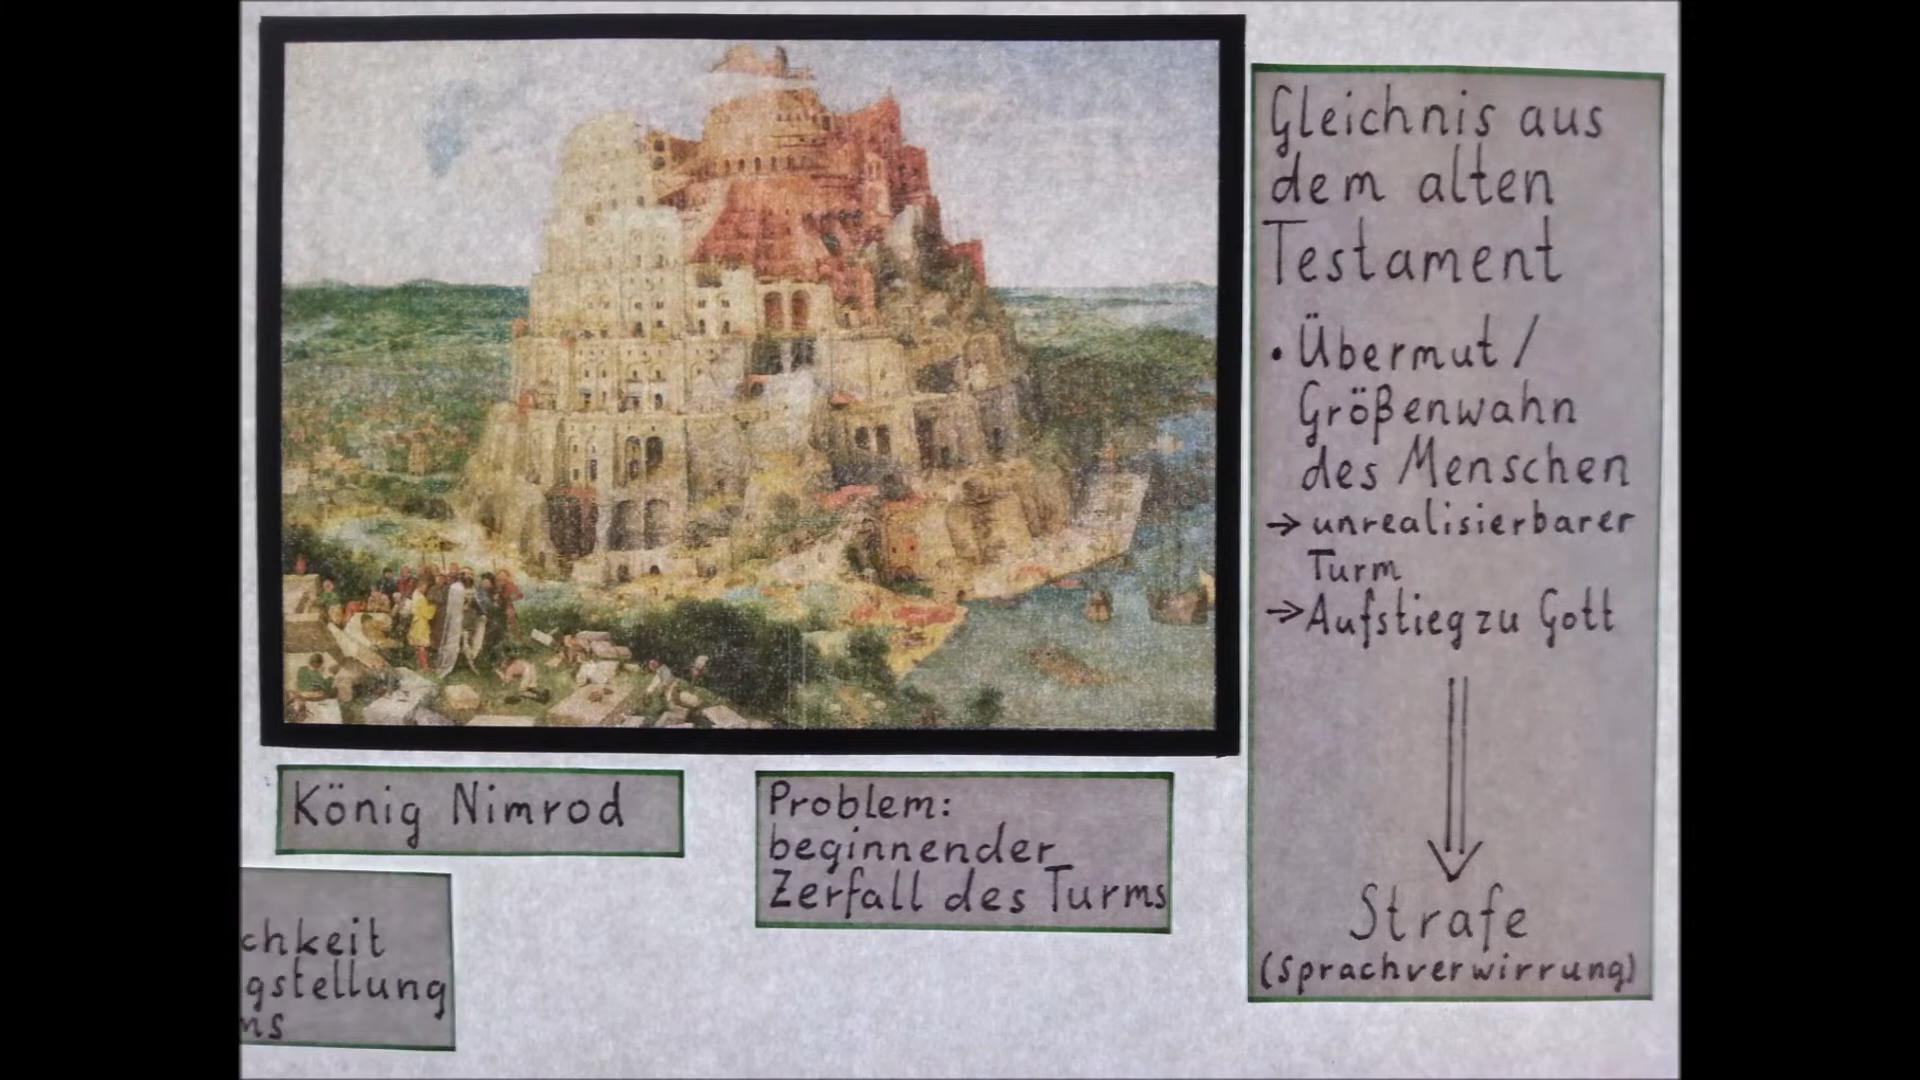 Gleichnis aus
dem alten
Testament
• Übermut /
Größenwahn
des Menschen
→ unrealisierbarer
Turm
→ Aufstieg zu Gott
Strafe
(Sprachverwirrung)
König Nimrod
Problem:
beginnender
Zerfall des Turms
chkeit
gstellung
ms